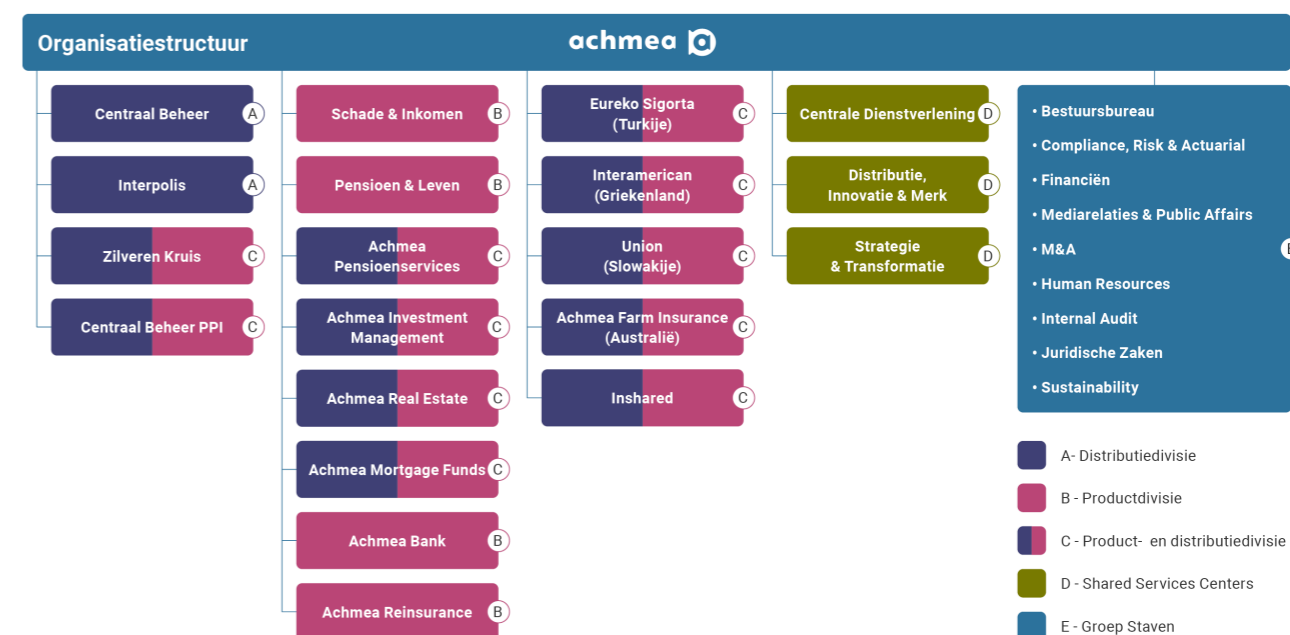 Organisatiestructuur
achmea
Centraal Beheer A
Interpolis A
Zilveren Kruis C
Centraal Beheer PPI C
Schade & Inkomen B
Pensioen & Leven B
Achmea
Pensioenservices C
Achmea Investment
Management C
Achmea Real Estate C
Achmea Mortgage Funds C
Achmea Bank B
Achmea Reinsurance B
Eureko Sigorta
(Turkije) C
Interamerican
(Griekenland) C
Union
(Slowakije) C
Achmea Farm Insurance
(Australië) C
Inshared C
Centrale Dienstverlening D
Distributie,
Innovatie & Merk D
Strategie
& Transformatie D
• Bestuursbureau
• Compliance, Risk & Actuarial
• Financiën
• Mediarelaties & Public Affairs
• M&A
• Human Resources
• Internal Audit
• Juridische Zaken
• Sustainability
A- Distributiedivisie
B - Productdivisie
C - Product- en distributiedivisie
D - Shared Services Centers
E - Groep Staven